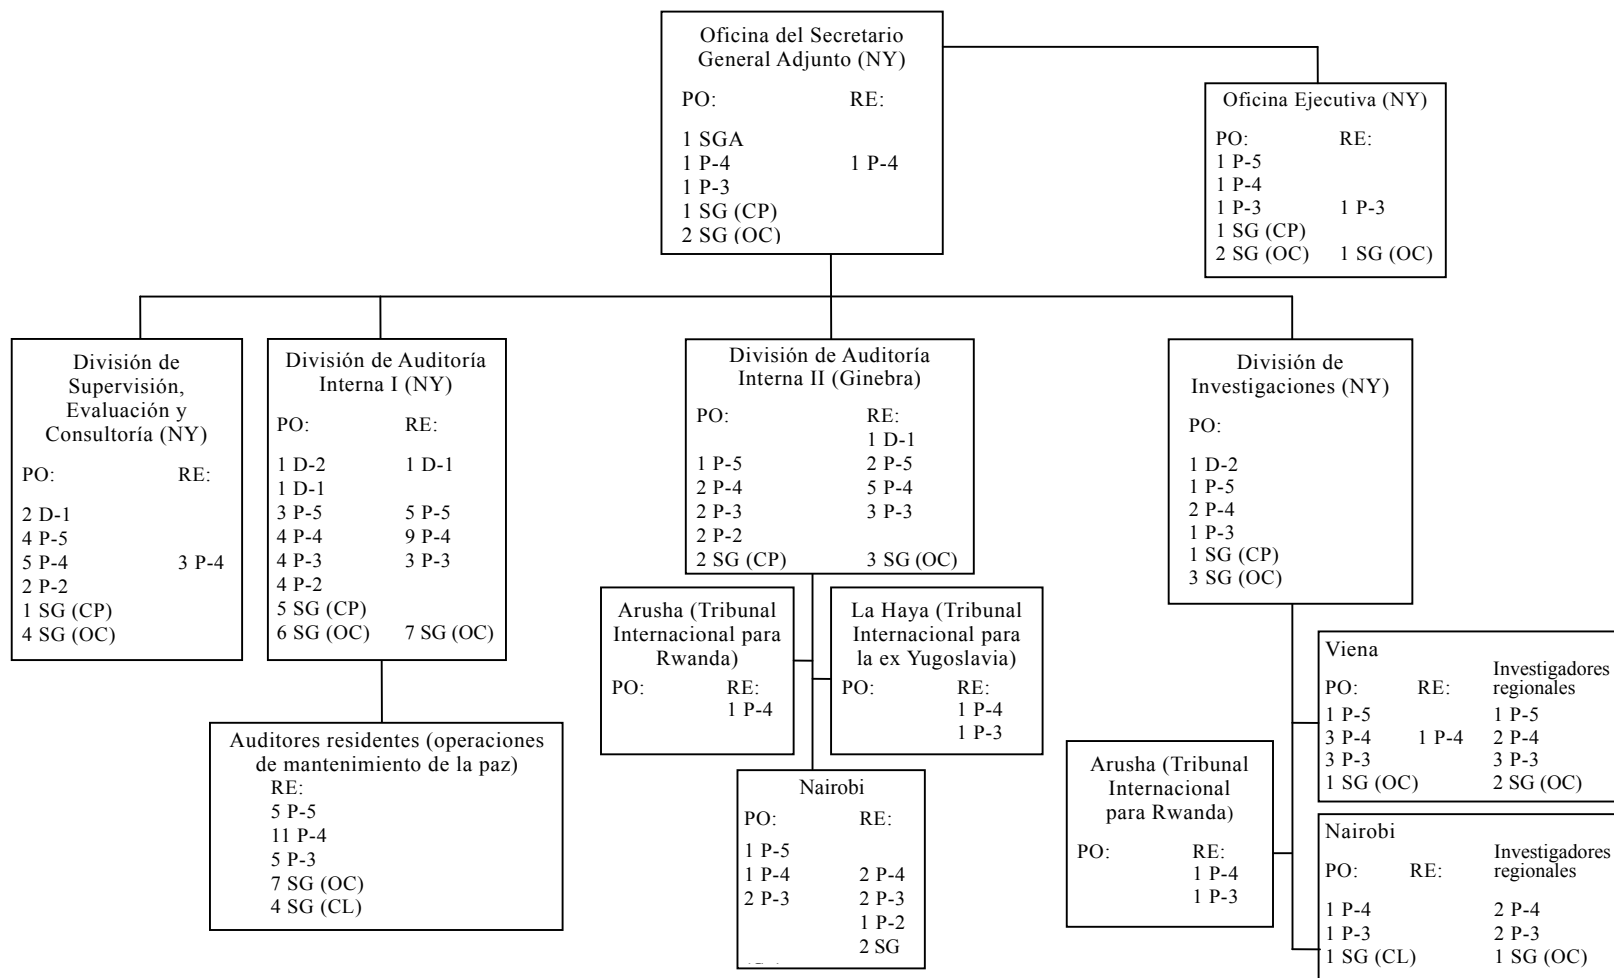 Oficina del Secretario
General Adjunto (NY)
PO: RE:
1 SGA
1 P-4 1 P-4
1 P-3
1 SG (CP)
2 SG (OC)
Oficina Ejecutiva (NY)
PO: RE:
1 P-5
1 P-4
1 P-3 1 P-3
1 SG (CP)
2 SG (OC) 1 SG (OC)
División de
Supervisión,
Evaluación y
Consultoría (NY)
PO: RE:
2 D-1
4 P-5
5 P-4 3 P-4
2 P-2
1 SG (CP)
4 SG (OC)
División de Auditoría
Interna I (NY)
PO: RE:
1 D-2 1 D-1
1 D-1
3 P-5 5 P-5
4 P-4 9 P-4
4 P-3 3 P-3
4 P-2
5 SG (CP)
6 SG (OC) 7 SG (OC)
Auditores residentes (operaciones
de mantenimiento de la paz)
RE:
5 P-5
11 P-4
5 P-3
7 SG (OC)
4 SG (CL)
División de Auditoría
Interna II (Ginebra)
PO: RE:
1 D-1
1 P-5 2 P-5
2 P-4 5 P-4
2 P-3 3 P-3
2 P-2
2 SG (CP) 3 SG (OC)
Arusha (Tribunal
Internacional para
Rwanda)
PO: RE:
1 P-4
La Haya (Tribunal
Internacional para
la ex Yugoslavia)
PO: RE:
1 P-4
1 P-3
Nairobi
PO: RE:
1 P-5
1 P-4 2 P-4
2 P-3 2 P-3
1 P-2
2 SG
División de
Investigaciones (NY)
PO:
1 D-2
1 P-5
2 P-4
1 P-3
1 SG (CP)
3 SG (OC)
Arusha (Tribunal
Internacional
para Rwanda)
PO: RE:
1 P-4
1 P-3
Viena
Investigadores
PO: RE: regionales
1 P-5 1 P-5
3 P-4 1 P-4 2 P-4
3 P-3 3 P-3
1 SG (OC) 2 SG (OC)
Nairobi
Investigadores
PO: RE: regionales
1 P-4 2 P-4
1 P-3 2 P-3
1 SG (CL) 1 SG (OC)